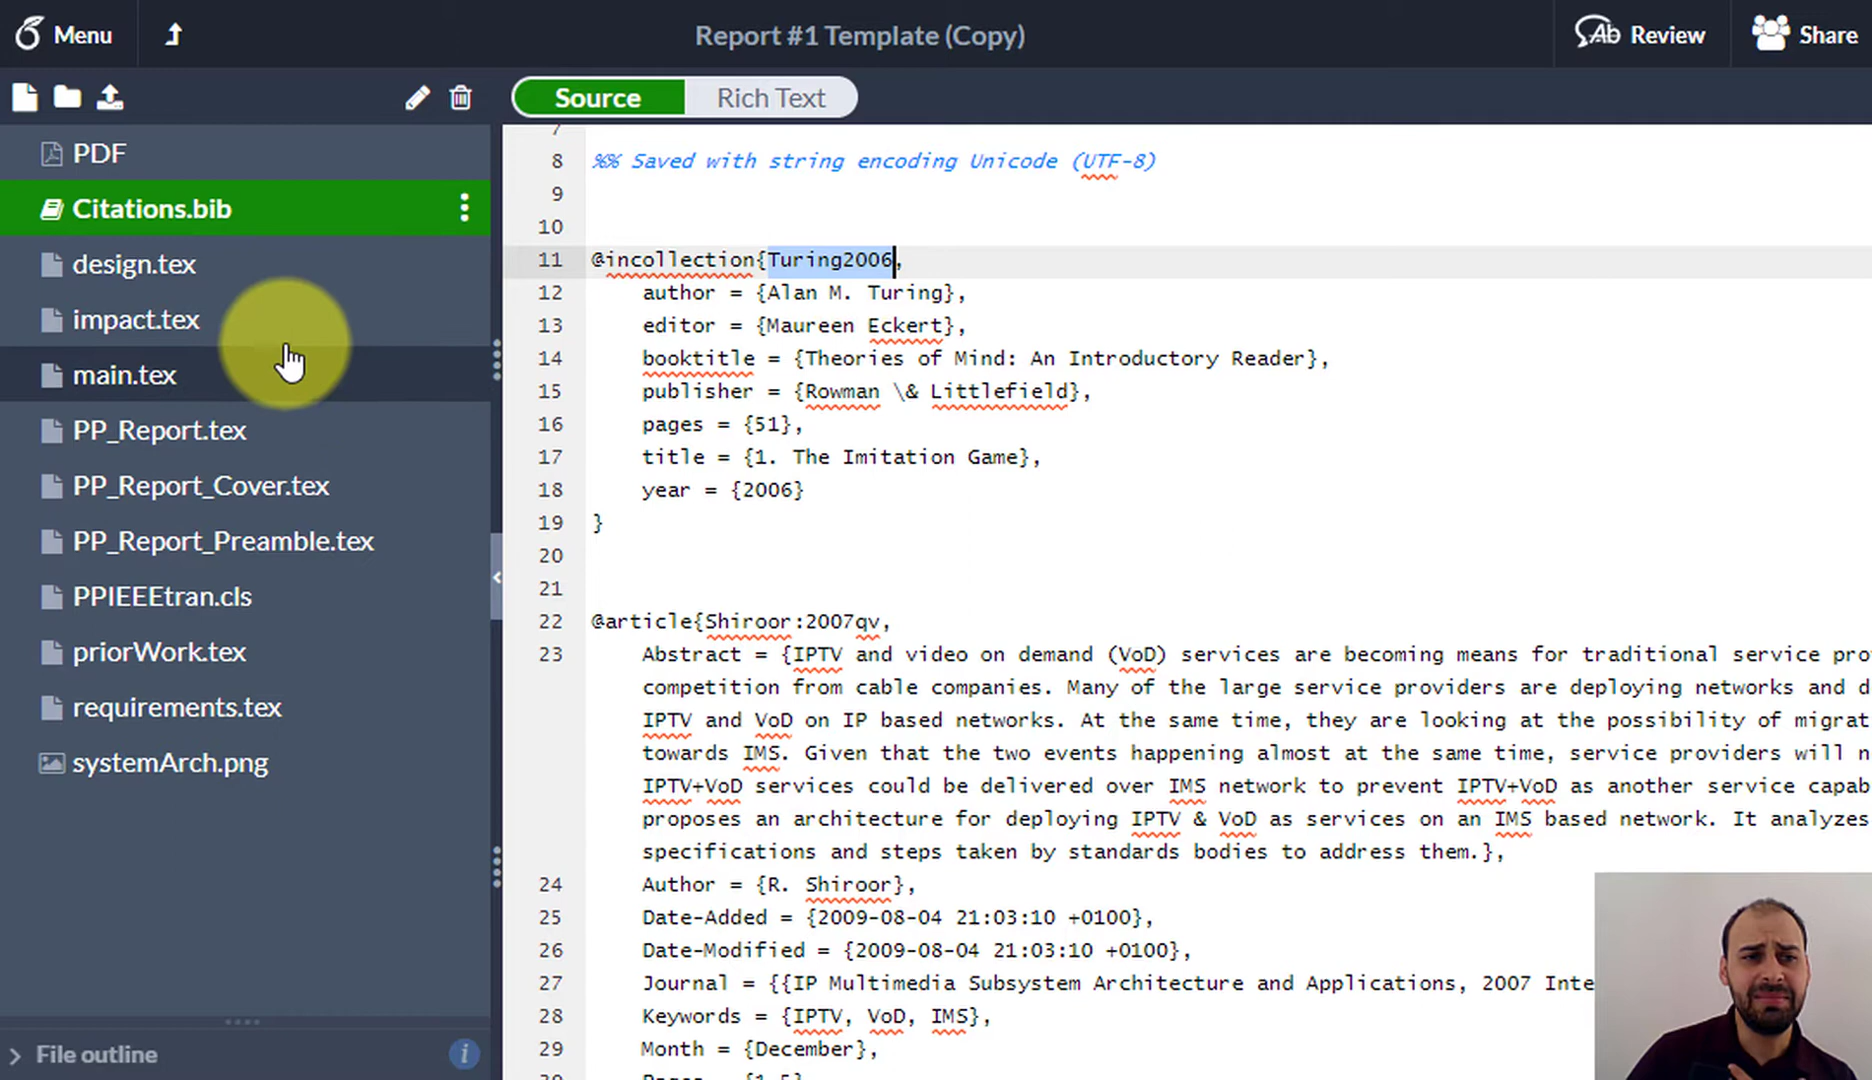 Menu
Report #1 Template (Copy)
Ab Review
Share
Source
Rich Text
PDF
Citations.bib
design.tex
impact.tex
main.tex
PP_Report.tex
PP_Report_Cover.tex
PP_Report_Preamble.tex
PPIEEEtran.cls
priorWork.tex
requirements.tex
systemArch.png
File outline
i
7
8 %% Saved with string encoding Unicode (UTF-8)
9
10
11 @incollection{Turing2006,
12 author = {Alan M. Turing},
13 editor = {Maureen Eckert},
14 booktitle = {Theories of Mind: An Introductory Reader},
15 publisher = {Rowman \& Littlefield},
16 pages = {51},
17 title = {1. The Imitation Game},
18 year = {2006}
19 }
20
21
22 @article{Shiroor:2007qv,
23 Abstract = {IPTV and video on demand (VoD) services are becoming means for traditional service pro
competition from cable companies. Many of the large service providers are deploying networks and d
IPTV and VoD on IP based networks. At the same time, they are looking at the possibility of migrat
towards IMS. Given that the two events happening almost at the same time, service providers will n
IPTV+VoD services could be delivered over IMS network to prevent IPTV+VoD as another service capab
proposes an architecture for deploying IPTV & VoD as services on an IMS based network. It analyzes
specifications and steps taken by standards bodies to address them.},
24 Author = {R. Shiroor},
25 Date-Added = {2009-08-04 21:03:10 +0100},
26 Date-Modified = {2009-08-04 21:03:10 +0100},
27 Journal = {{IP Multimedia Subsystem Architecture and Applications, 2007 Inte
28 Keywords = {IPTV, VoD, IMS},
29 Month = {December},